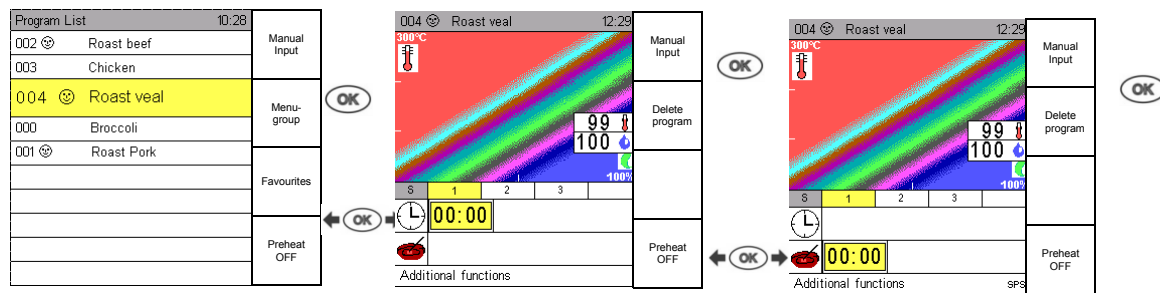 Program List 10:28
002 Roast beef
003 Chicken
004 Roast veal
000 Broccoli
001 Roast Pork
Manual
Input
Menu-
group
Favourites
Preheat
OFF
OK
OK
004 Roast veal 12:29
300°C
99
100
100%
S 1 2 3
00:00
Additional functions
Manual
Input
Delete
program
Preheat
OFF
OK
OK
004 Roast veal 12:29
300°C
99
100
100%
S 1 2 3
00:00
Additional functions SPS
Manual
Input
Delete
program
Preheat
OFF
OK